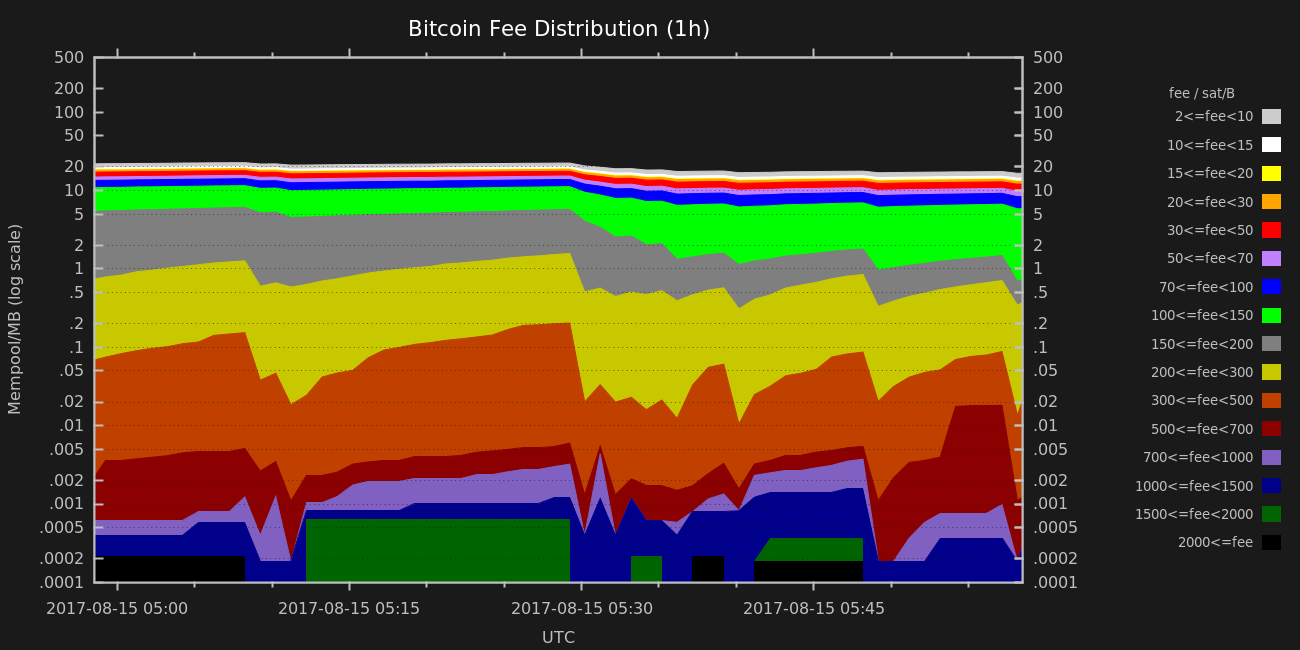 Bitcoin Fee Distribution (1h)
500 500
200 200
100 100
50 50
20 20
10 10
5 5
2 2
1 1
.5 .5
.2 .2
.1 .1
.05 .05
.02 .02
.01 .01
.005 .005
.002 .002
.001 .001
.0005 .0005
.0002 .0002
.0001 .0001
Mempool/MB (log scale)
2017-08-15 05:00 2017-08-15 05:15 2017-08-15 05:30 2017-08-15 05:45
UTC
fee / sat/B
2<=fee<10
10<=fee<15
15<=fee<20
20<=fee<30
30<=fee<50
50<=fee<70
70<=fee<100
100<=fee<150
150<=fee<200
200<=fee<300
300<=fee<500
500<=fee<700
700<=fee<1000
1000<=fee<1500
1500<=fee<2000
2000<=fee